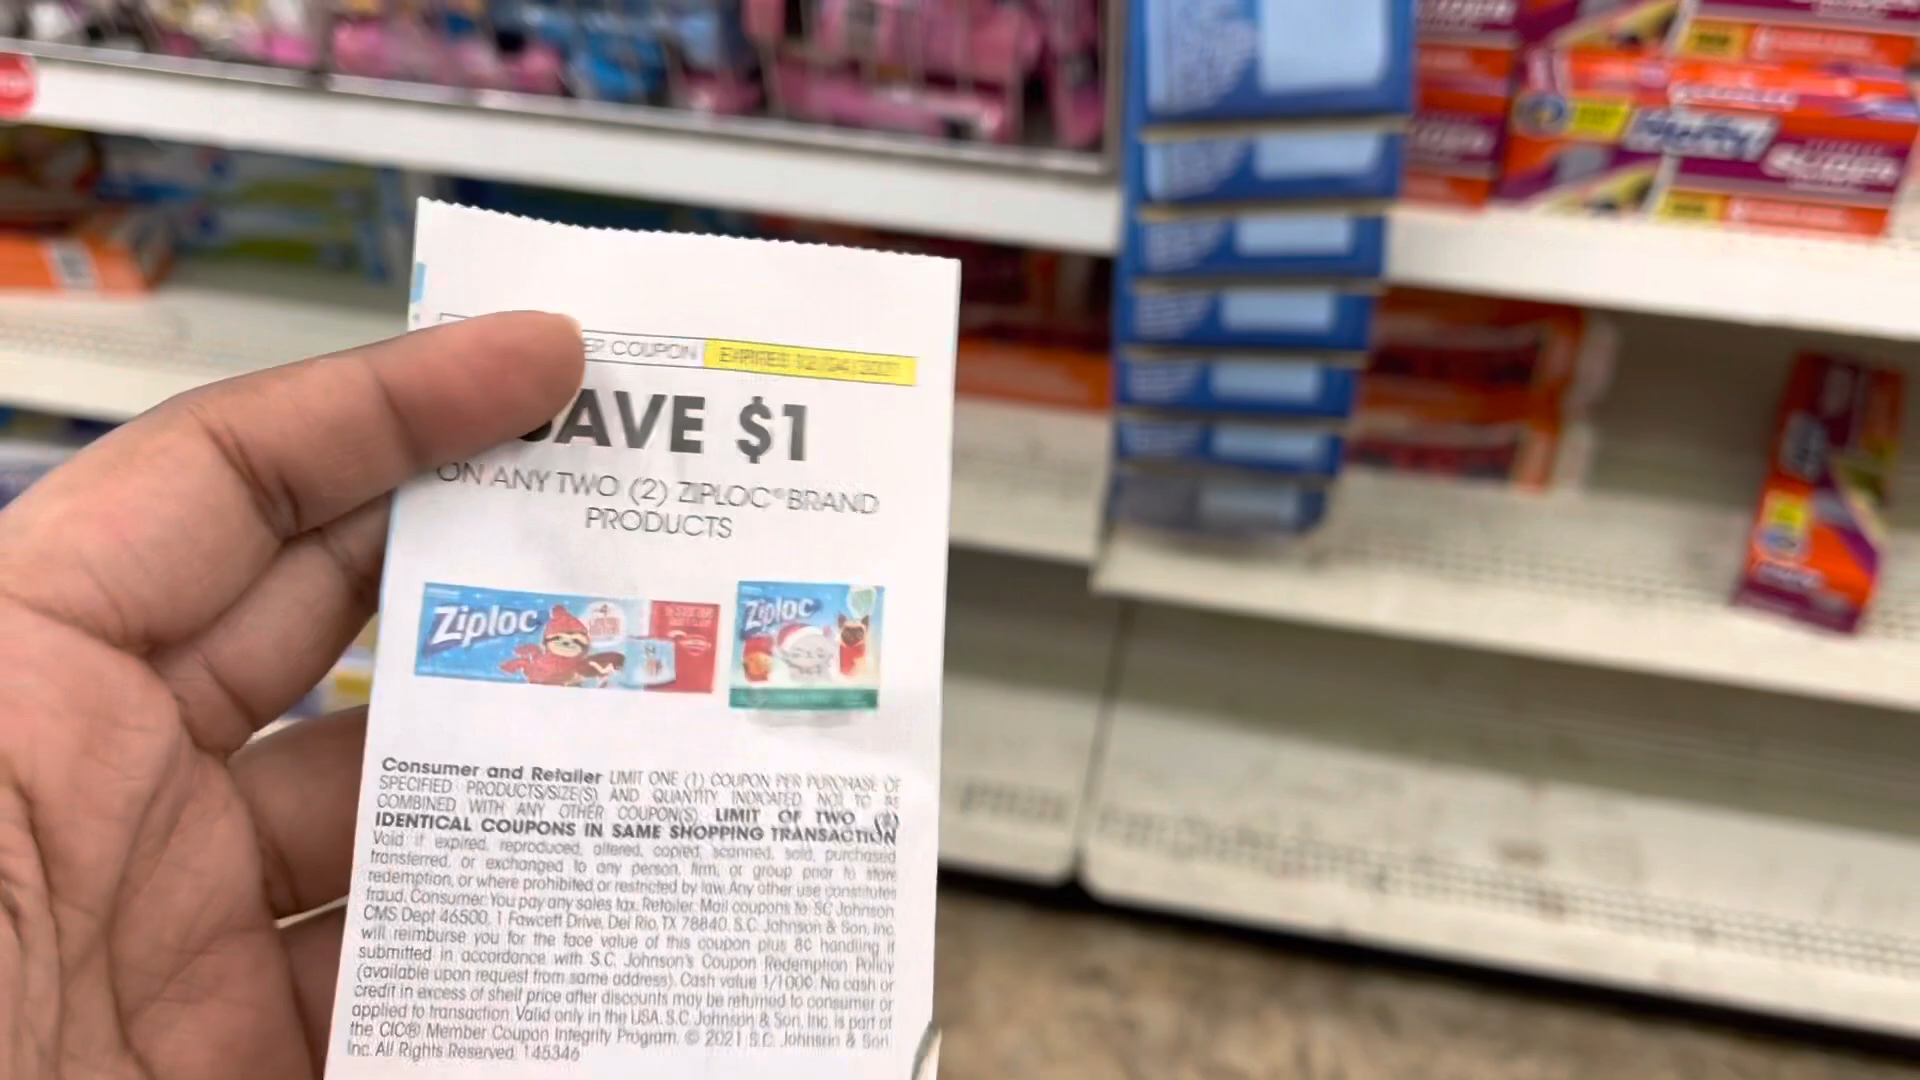 COUPON
SAVE $1
ON ANY TWO (2) ZIPLOC® BRAND
PRODUCTS
Ziploc
Ziploc
Consumer and Retailer LIMIT ONE (1) COUPON PER PURCHASE OF
SPECIFIED PRODUCTS/SIZE(S) AND QUANTITY INDICATED NOT TO BE
COMBINED WITH ANY OTHER COUPON(S). LIMIT OF TWO (2)
IDENTICAL COUPONS IN SAME SHOPPING TRANSACTION
Void if expired, reproduced, altered, copied, scanned, sold, purchased
transferred, or exchanged to any person, firm, or group prior to store
redemption, or where prohibited or restricted by law. Any other use constitutes
fraud. Consumer: You pay any sales tax. Retailer: Mail coupons to SC Johnson
CMS Dept 46500, 1 Fawcett Drive, Del Rio, TX 78840. S.C. Johnson & Son, Inc.
will reimburse you for the face value of this coupon plus 8¢ handling if
submitted in accordance with S.C. Johnson's Coupon Redemption Policy
(available upon request from same address). Cash value 1/100¢. No cash or
credit in excess of shelf price after discounts may be returned to consumer or
applied to transaction. Valid only in the USA. S.C. Johnson & Son, Inc. is part of
the CIC® Member Coupon Integrity Program. © 2021 S.C. Johnson & Son,
Inc. All Rights Reserved. 145346
Hefty
SLIDER